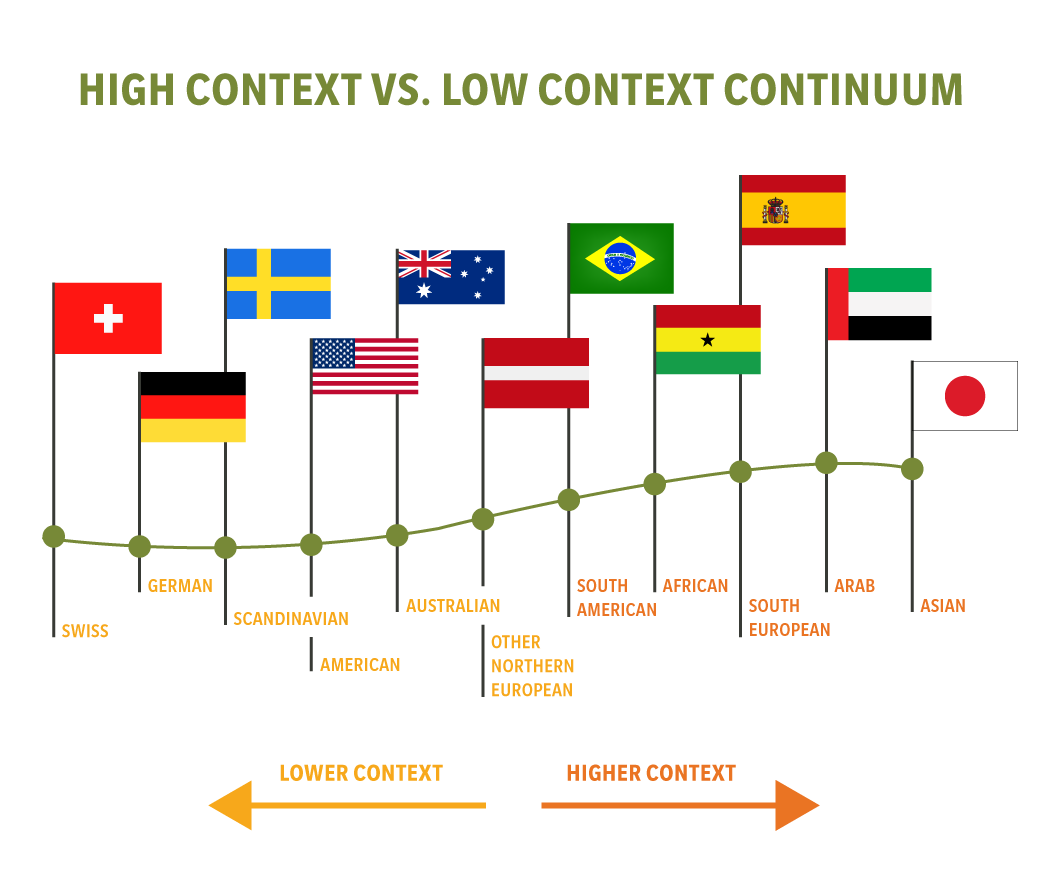 HIGH CONTEXT VS. LOW CONTEXT CONTINUUM
SWISS
GERMAN
SCANDINAVIAN
AMERICAN
AUSTRALIAN
OTHER
NORTHERN
EUROPEAN
SOUTH
AMERICAN
AFRICAN
SOUTH
EUROPEAN
ARAB
ASIAN
LOWER CONTEXT
HIGHER CONTEXT